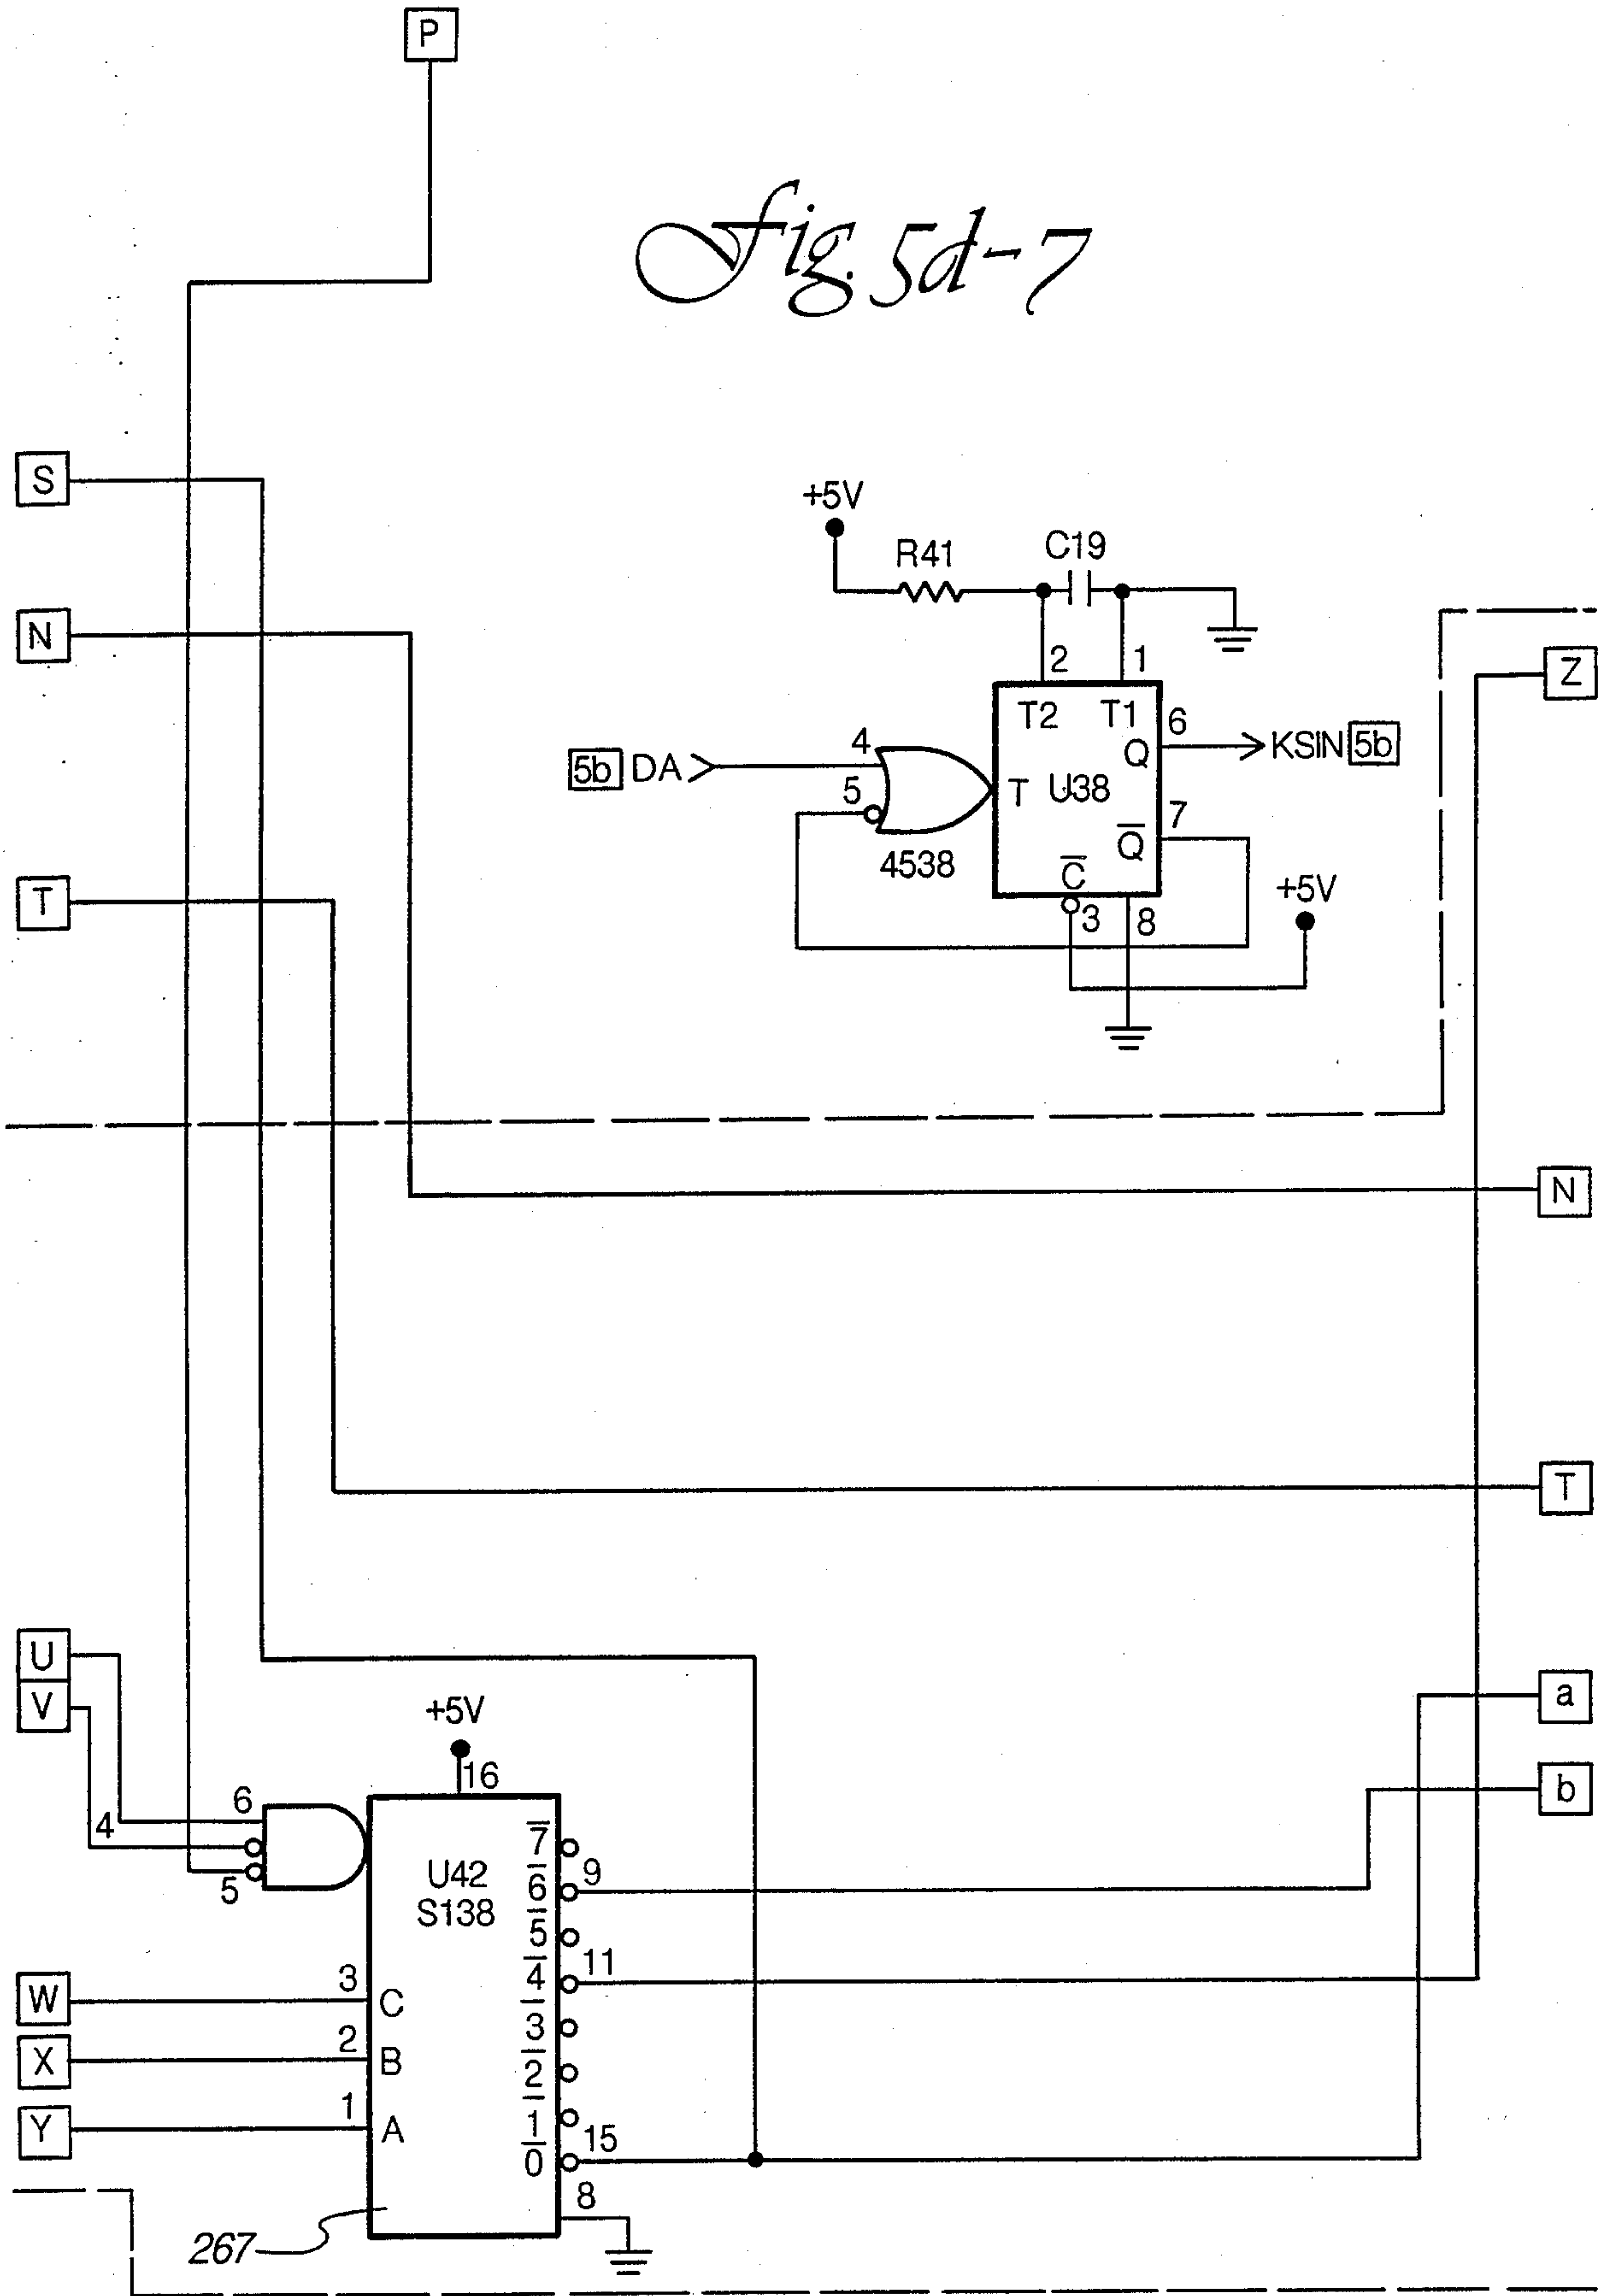 P
Fig. 5d-7
S
+5V
R41
C19
N
2
1
Z
T2
T1
6
5b DA
4
Q
KSIN 5b
5
T
U38
7
Q̅
4538
C̅
+5V
T
3
8
N
T
U
a
V
+5V
b
16
6
4
7̅
5
U42
9
S138
6̅
5̅
11
4̅
W
3
C
3̅
X
2
B
2̅
1
1̅
Y
A
15
0̅
8
267